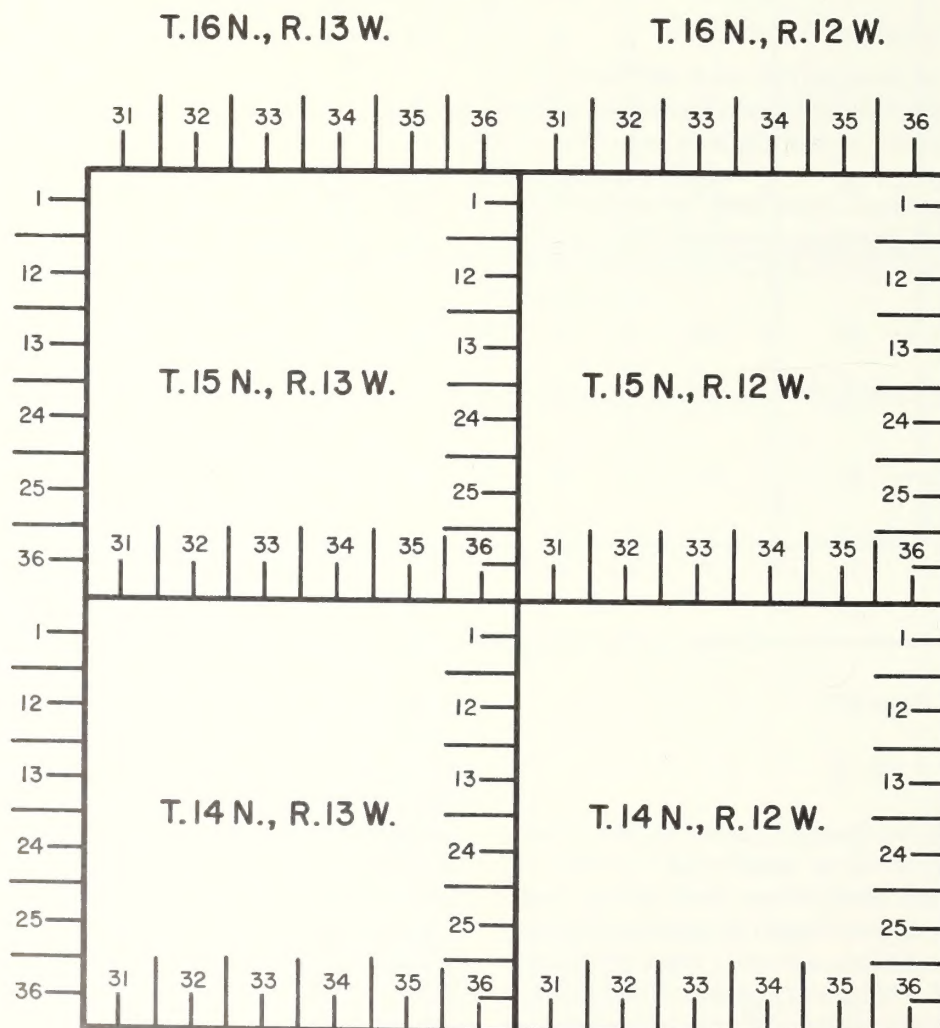 T. 16 N., R. 13 W. T. 16 N., R. 12 W.
31 32 33 34 35 36 31 32 33 34 35 36
1 1 1
12 12 12
13 13 13
T. 15 N., R. 13 W. T. 15 N., R. 12 W.
24 24 24
25 25 25
31 32 33 34 35 36 31 32 33 34 35 36
36
1 1 1
12 12 12
13 13 13
T. 14 N., R. 13 W. T. 14 N., R. 12 W.
24 24 24
25 25 25
31 32 33 34 35 36 31 32 33 34 35 36
36